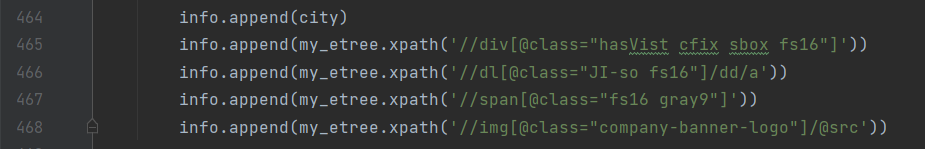 464 info.append(city)
465 info.append(my_etree.xpath('//div[@class="hasVist cfix sbox fs16"]'))
466 info.append(my_etree.xpath('//dl[@class="JI-so fs16"]/dd/a'))
467 info.append(my_etree.xpath('//span[@class="fs16 gray9"]'))
468 info.append(my_etree.xpath('//img[@class="company-banner-logo"]/@src'))